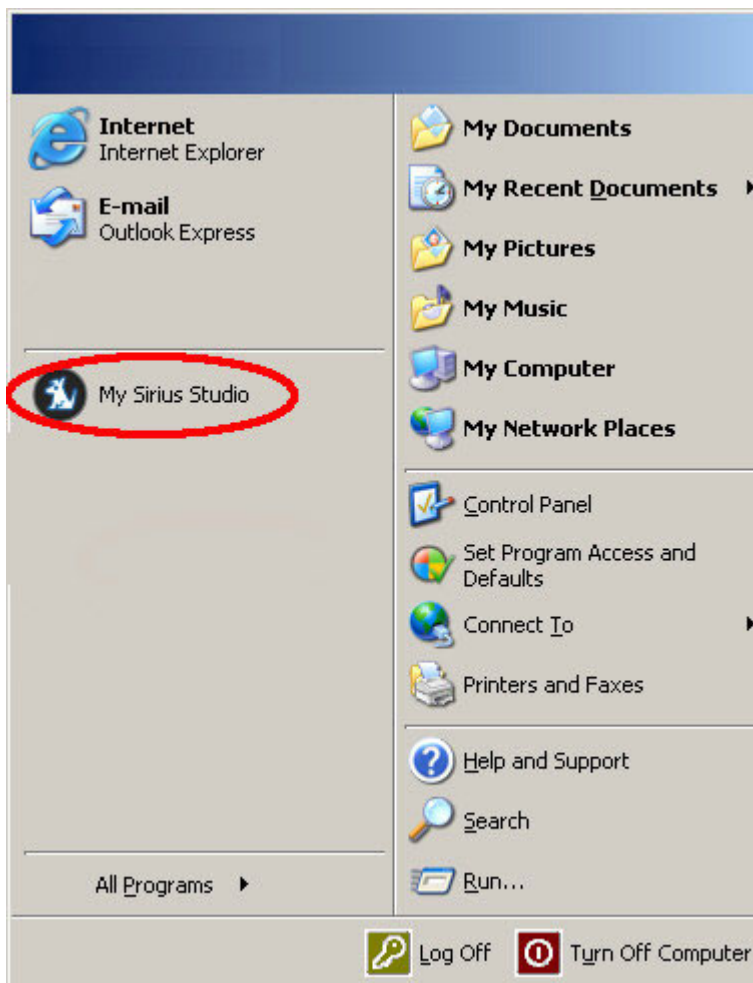 Internet
Internet Explorer
E-mail
Outlook Express
My Sirius Studio
All Programs
My Documents
My Recent Documents
My Pictures
My Music
My Computer
My Network Places
Control Panel
Set Program Access and
Defaults
Connect To
Printers and Faxes
Help and Support
Search
Run...
Log Off
Turn Off Computer